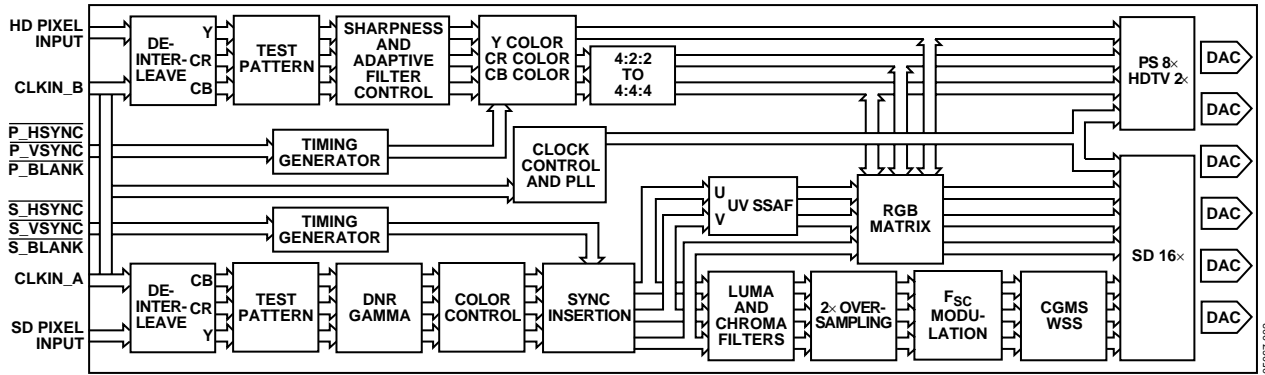 HD PIXEL
INPUT
CLKIN_B
P_HSYNC
P_VSYNC
P_BLANK
S_HSYNC
S_VSYNC
S_BLANK
CLKIN_A
SD PIXEL
INPUT
DE-
INTER-
LEAVE
Y
CR
CB
TEST
PATTERN
SHARPNESS
AND
ADAPTIVE
FILTER
CONTROL
Y COLOR
CR COLOR
CB COLOR
4:2:2
TO
4:4:4
PS 8×
HDTV 2×
DAC
DAC
DAC
DAC
DAC
DAC
TIMING
GENERATOR
CLOCK
CONTROL
AND PLL
TIMING
GENERATOR
U
V
UV SSAF
RGB
MATRIX
SD 16×
DE-
INTER-
LEAVE
CB
CR
Y
TEST
PATTERN
DNR
GAMMA
COLOR
CONTROL
SYNC
INSERTION
LUMA
AND
CHROMA
FILTERS
2× OVER-
SAMPLING
FSC
MODU-
LATION
CGMS
WSS